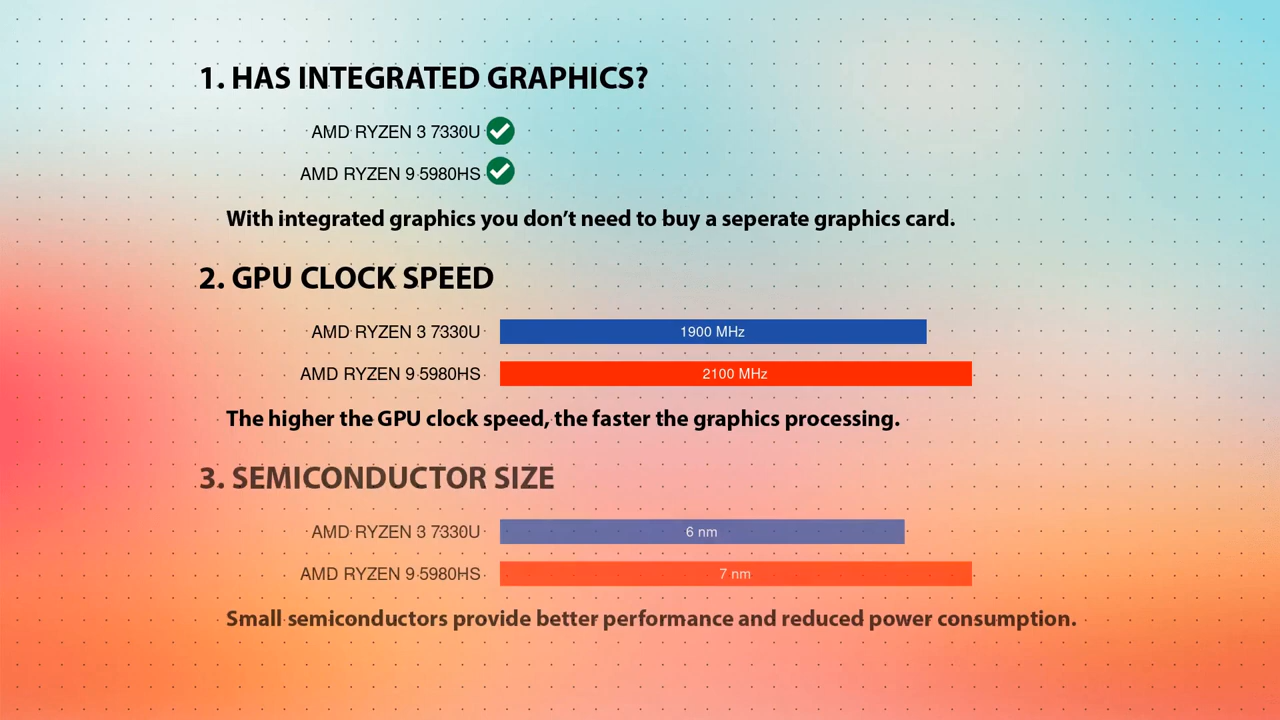 1. HAS INTEGRATED GRAPHICS?
AMD RYZEN 3 7330U
AMD RYZEN 9 5980HS
With integrated graphics you don’t need to buy a seperate graphics card.
2. GPU CLOCK SPEED
AMD RYZEN 3 7330U 1900 MHz
AMD RYZEN 9 5980HS 2100 MHz
The higher the GPU clock speed, the faster the graphics processing.
3. SEMICONDUCTOR SIZE
AMD RYZEN 3 7330U 6 nm
AMD RYZEN 9 5980HS 7 nm
Small semiconductors provide better performance and reduced power consumption.